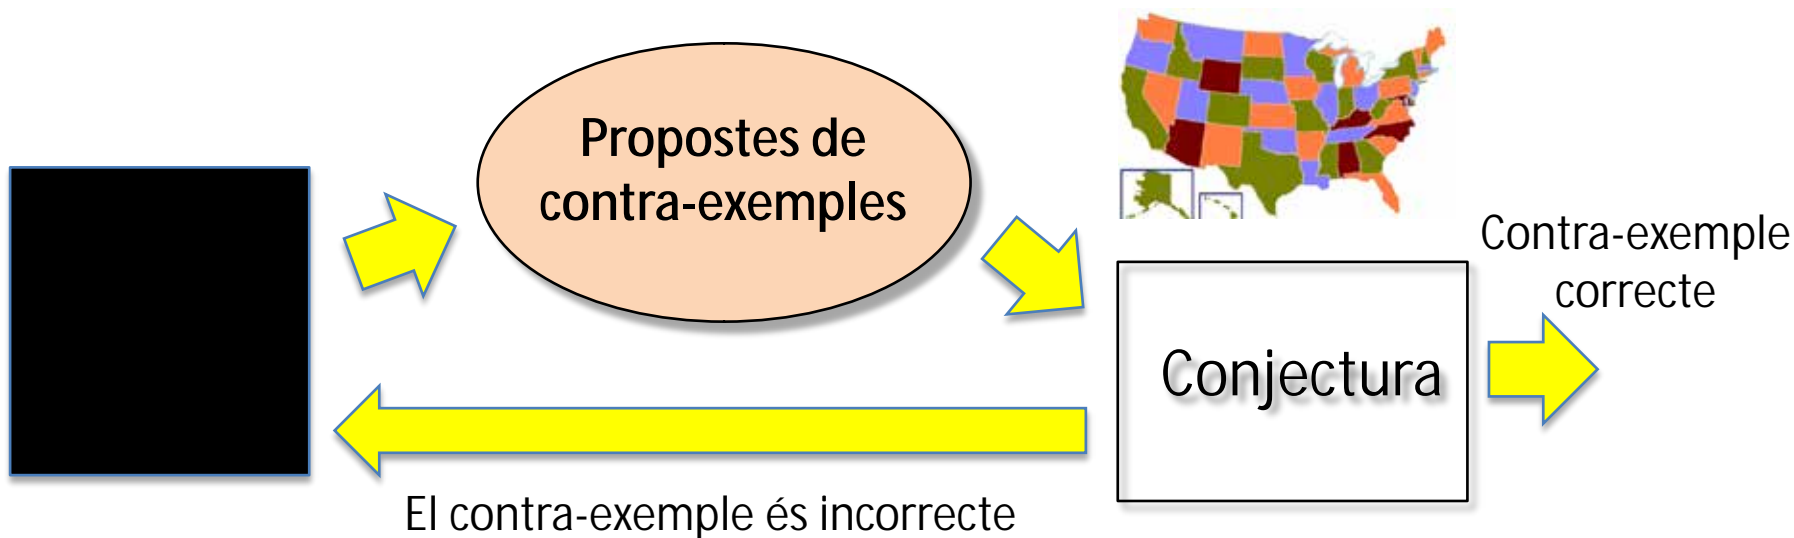 Propostes de
contra-exemples
Contra-exemple
correcte
Conjectura
El contra-exemple és incorrecte